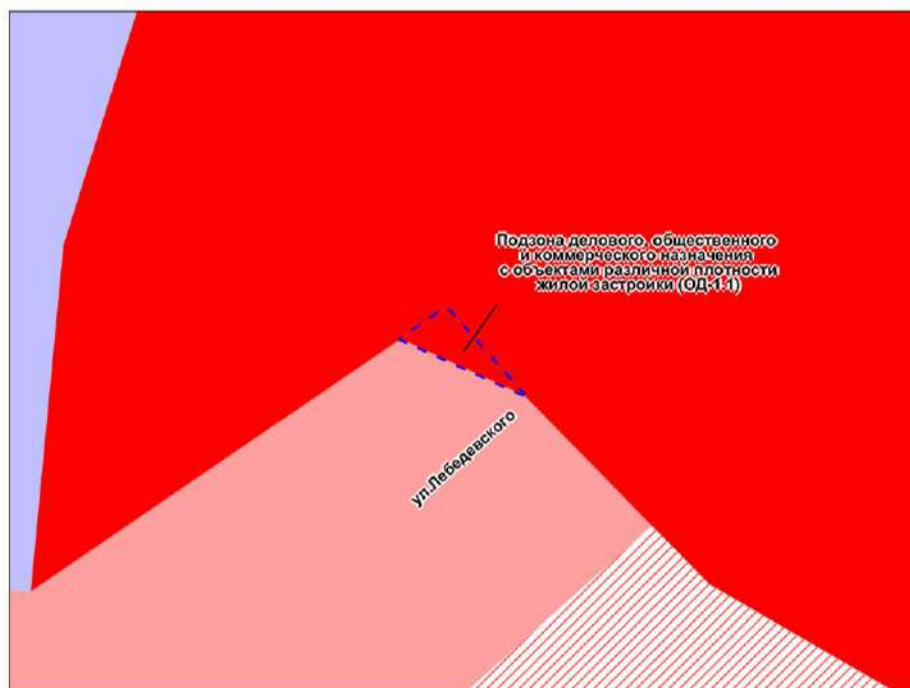 Подзона делового, общественного
и коммерческого назначения
с объектами различной плотности
жилой застройки (ОД-1.1)
ул.Лебедевского